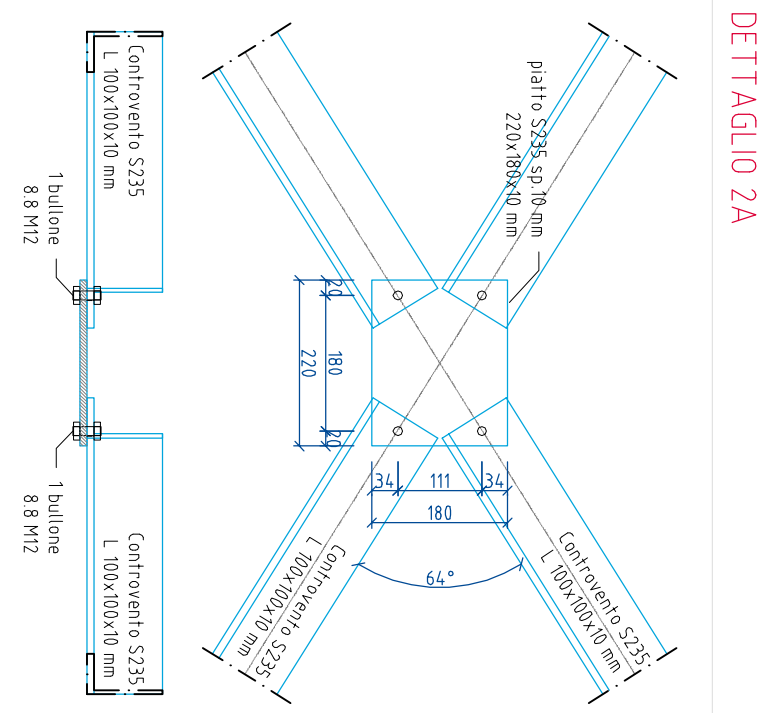 DETTAGLIO 2A
piatto S235 sp.10 mm
220x180x10 mm
Controvento S235
L 100x100x10 mm
1 bullone
8.8 M12
20
180
20
220
34
111
34
180
64°
Controvento S235
L 100x100x10 mm
Controvento S235
L 100x100x10 mm
1 bullone
8.8 M12
Controvento S235
L 100x100x10 mm